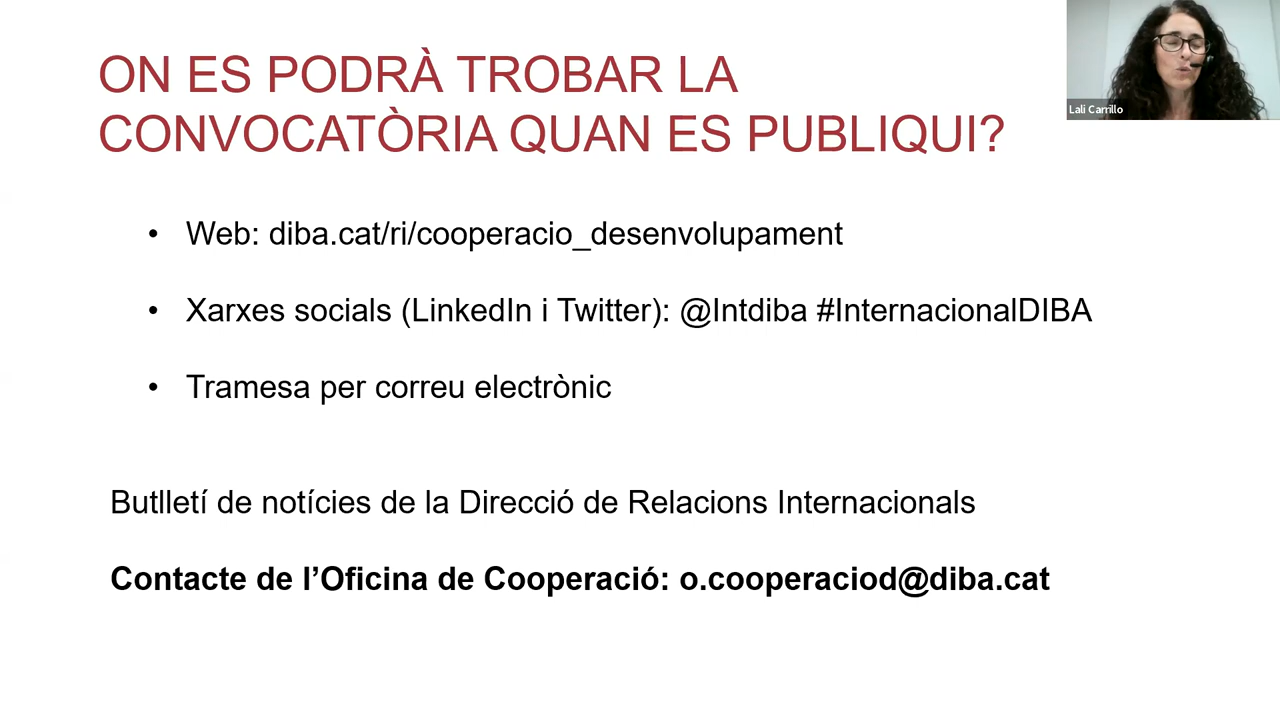 ON ES PODRÀ TROBAR LA
CONVOCATÒRIA QUAN ES PUBLIQUI?
Lali Carrillo
• Web: diba.cat/ri/cooperacio_desenvolupament
• Xarxes socials (LinkedIn i Twitter): @Intdiba #InternacionalDIBA
• Tramesa per correu electrònic
Butlletí de notícies de la Direcció de Relacions Internacionals
Contacte de l’Oficina de Cooperació: o.cooperaciod@diba.cat